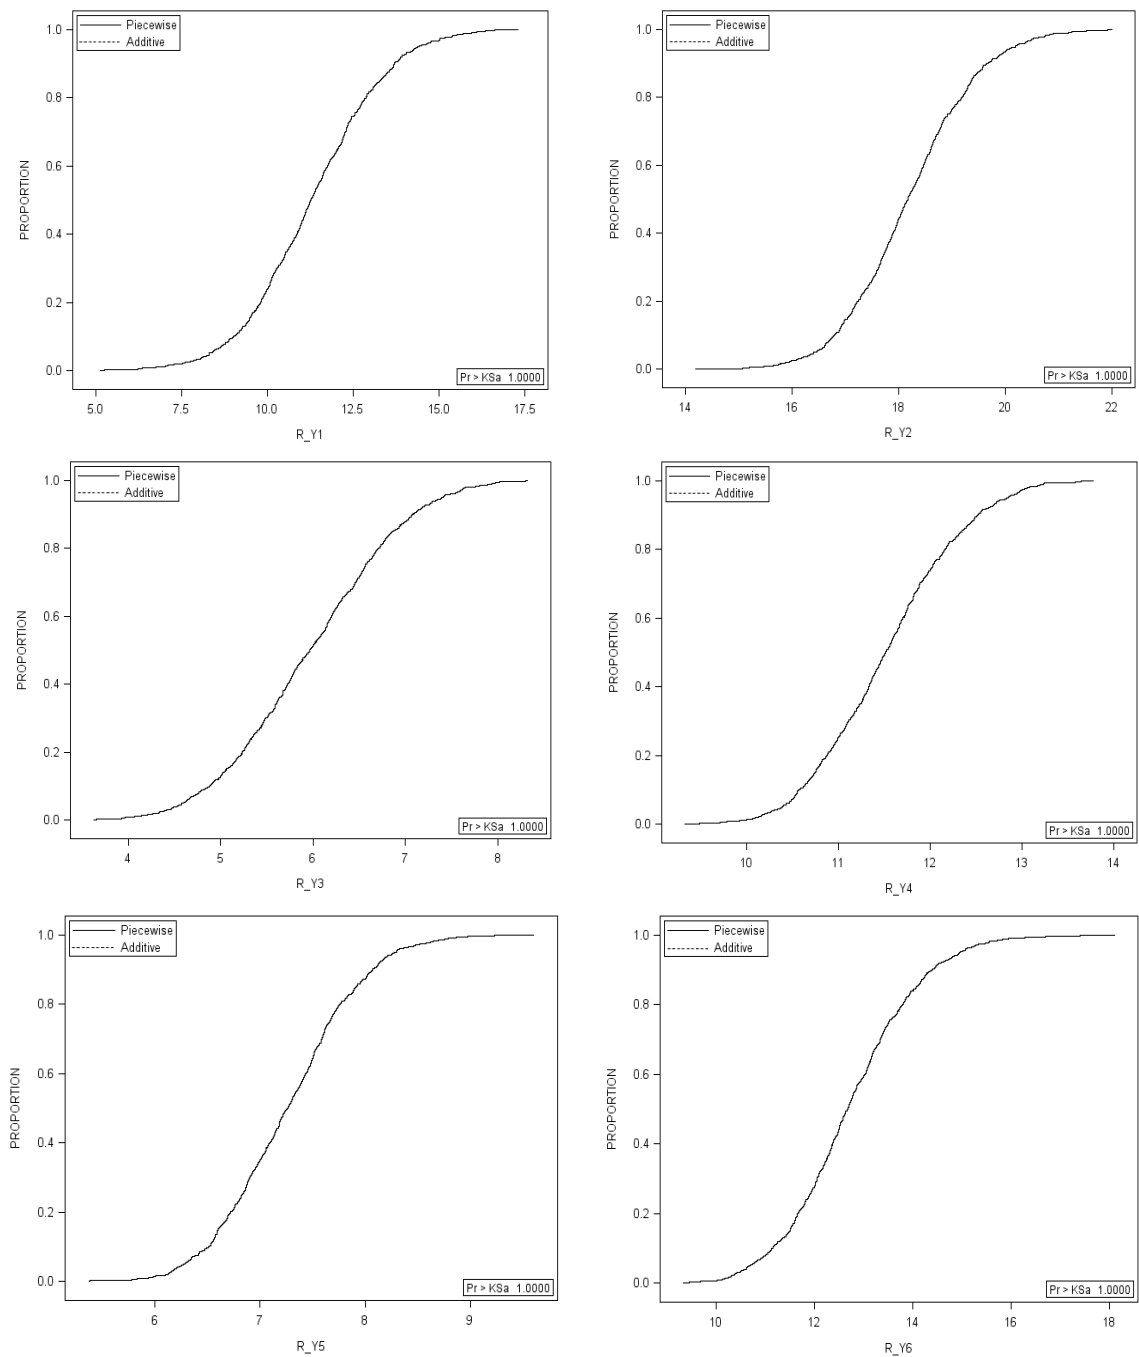 Piecewise
Additive
PROPORTION
1.0
0.8
0.6
0.4
0.2
0.0
Pr > KSa 1.0000
5.0 7.5 10.0 12.5 15.0 17.5
R_Y1
Piecewise
Additive
PROPORTION
1.0
0.8
0.6
0.4
0.2
0.0
Pr > KSa 1.0000
14 16 18 20 22
R_Y2
Piecewise
Additive
PROPORTION
1.0
0.8
0.6
0.4
0.2
0.0
Pr > KSa 1.0000
4 5 6 7 8
R_Y3
Piecewise
Additive
PROPORTION
1.0
0.8
0.6
0.4
0.2
0.0
Pr > KSa 1.0000
10 11 12 13 14
R_Y4
Piecewise
Additive
PROPORTION
1.0
0.8
0.6
0.4
0.2
0.0
Pr > KSa 1.0000
6 7 8 9
R_Y5
Piecewise
Additive
PROPORTION
1.0
0.8
0.6
0.4
0.2
0.0
Pr > KSa 1.0000
10 12 14 16 18
R_Y6